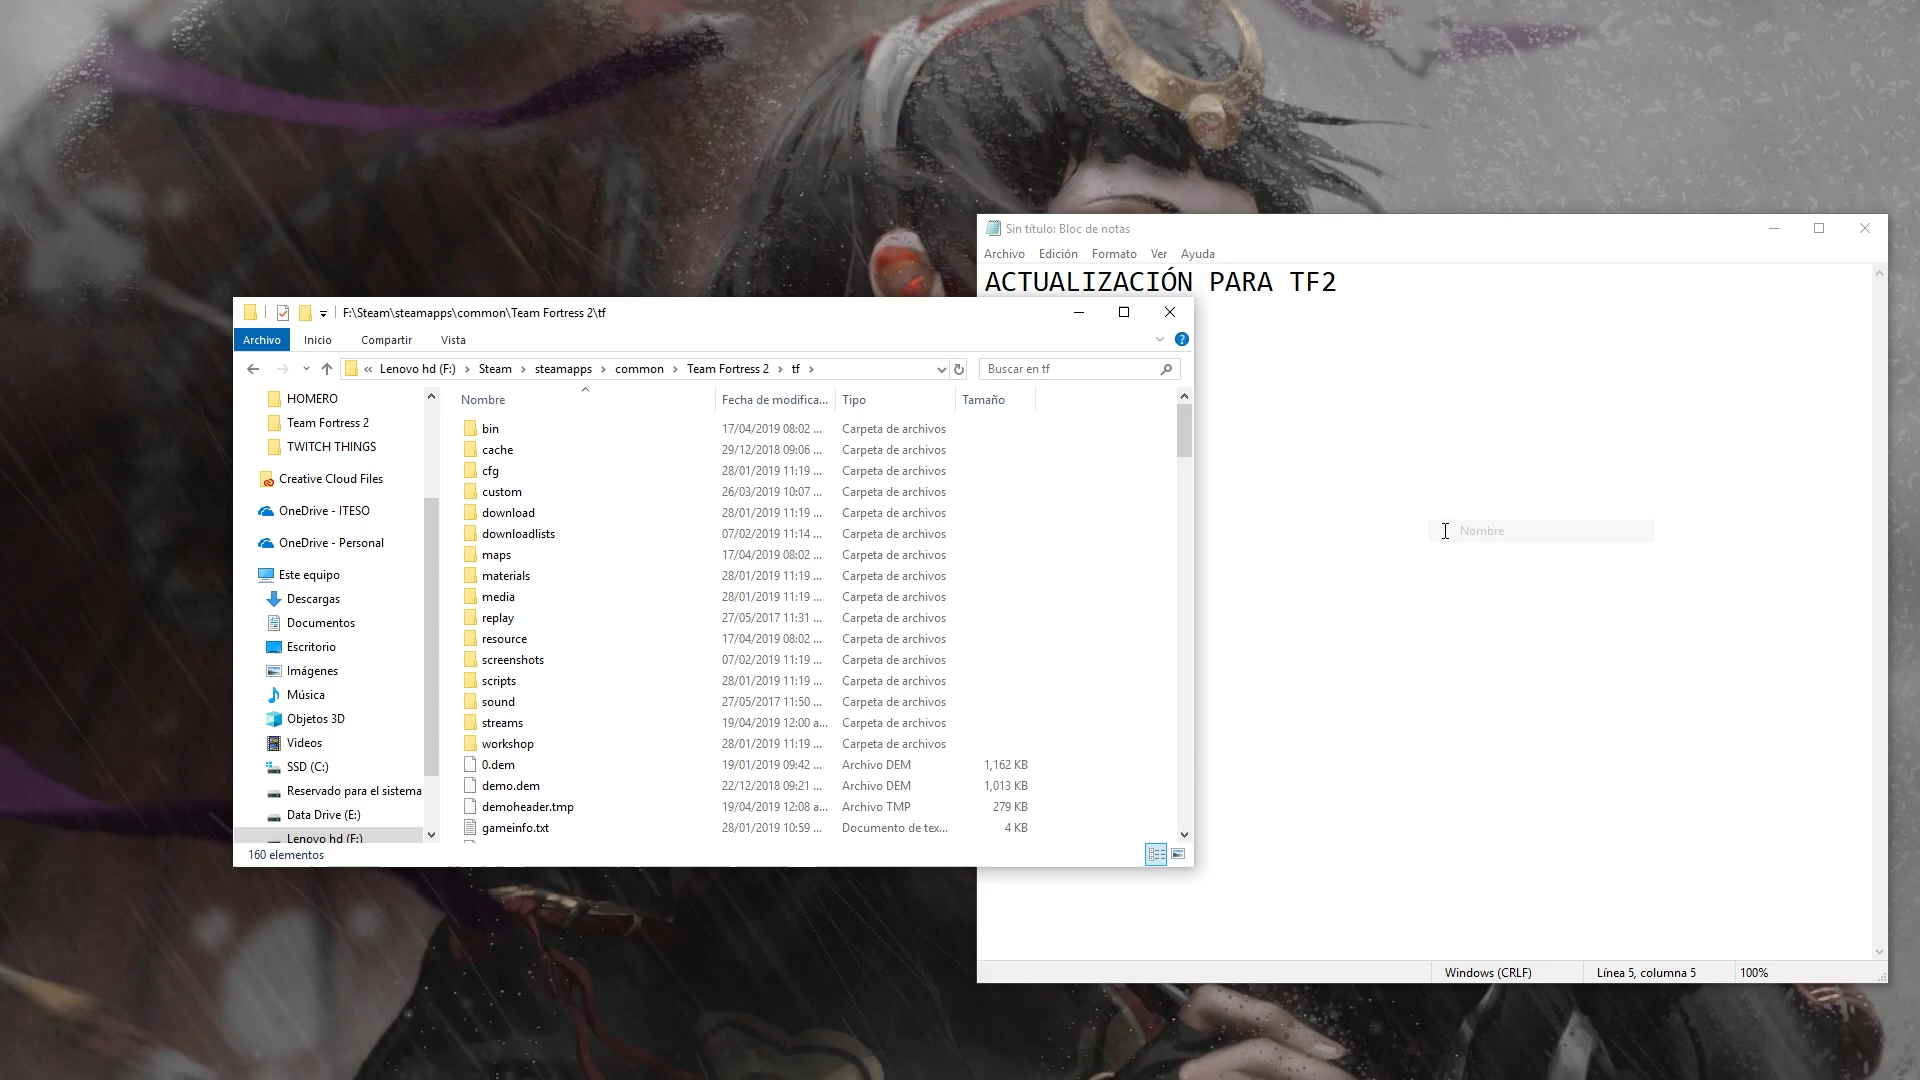 Sin título: Bloc de notas
Archivo Edición Formato Ver Ayuda
ACTUALIZACIÓN PARA TF2
F:\Steam\steamapps\common\Team Fortress 2\tf
Archivo Inicio Compartir Vista
« Lenovo hd (F:) > Steam > steamapps > common > Team Fortress 2 > tf >
Buscar en tf
HOMERO
Team Fortress 2
TWITCH THINGS
Creative Cloud Files
OneDrive - ITESO
OneDrive - Personal
Este equipo
Descargas
Documentos
Escritorio
Imágenes
Música
Objetos 3D
Videos
SSD (C:)
Reservado para el sistema
Data Drive (E:)
Lenovo hd (F:)
Nombre Fecha de modifica... Tipo Tamaño
bin 17/04/2019 08:02 ... Carpeta de archivos
cache 29/12/2018 09:06 ... Carpeta de archivos
cfg 28/01/2019 11:19 ... Carpeta de archivos
custom 26/03/2019 10:07 ... Carpeta de archivos
download 28/01/2019 11:19 ... Carpeta de archivos
downloadlists 07/02/2019 11:14 ... Carpeta de archivos
maps 17/04/2019 08:02 ... Carpeta de archivos
materials 28/01/2019 11:19 ... Carpeta de archivos
media 28/01/2019 11:19 ... Carpeta de archivos
replay 27/05/2017 11:31 ... Carpeta de archivos
resource 17/04/2019 08:02 ... Carpeta de archivos
screenshots 07/02/2019 11:19 ... Carpeta de archivos
scripts 28/01/2019 11:19 ... Carpeta de archivos
sound 27/05/2017 11:50 ... Carpeta de archivos
streams 19/04/2019 12:00 a... Carpeta de archivos
workshop 28/01/2019 11:19 ... Carpeta de archivos
0.dem 19/01/2019 09:42 ... Archivo DEM 1,162 KB
demo.dem 22/12/2018 09:21 ... Archivo DEM 1,013 KB
demoheader.tmp 19/04/2019 12:08 a... Archivo TMP 279 KB
gameinfo.txt 28/01/2019 10:59 ... Documento de tex... 4 KB
160 elementos
Nombre
Windows (CRLF) Línea 5, columna 5 100%